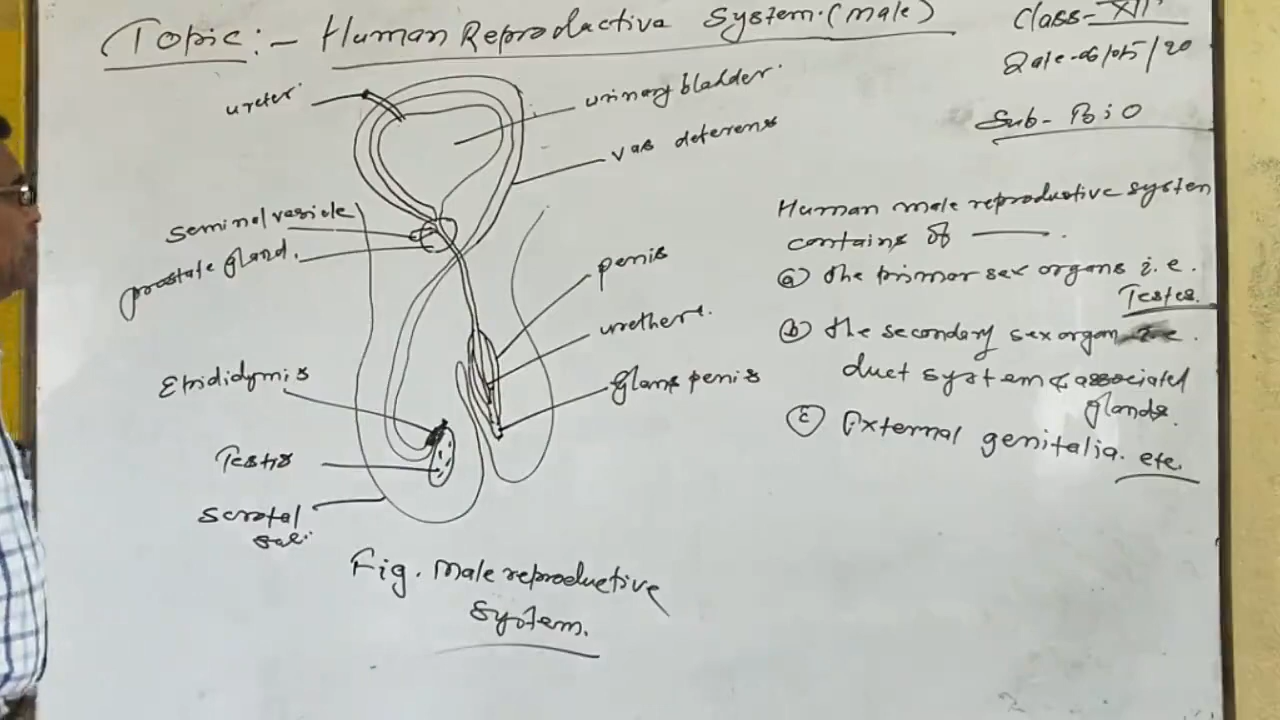 Topic:- Human Reproductive System.(male)
Class- XII
Date-06/05/20
Sub- Bio
ureter
urinary bladder
vas deferens
seminal vesicle
prostate gland.
penis
urethere.
Epididymis
glans penis
Testis
Scrotal
sac.
Fig. Male reproductive
system.
Human male reproductive system
contains of ———.
(a) the primar sex organs i.e.
Testes.
(b) the secondary sex organ i.e.
duct system & associated
glands.
(c) External genitalia. etc.